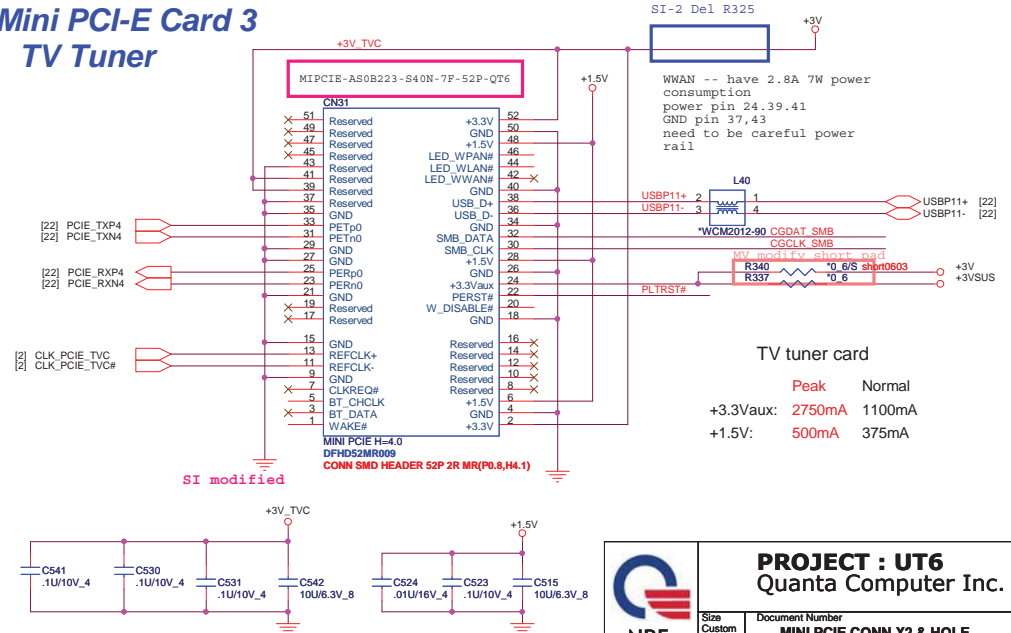 Mini PCI-E Card 3
TV Tuner
SI-2 Del R325
+3V
+3V_TVC
MIPCIE-AS0B223-S40N-7F-52P-QT6
+1.5V
WWAN -- have 2.8A 7W power
consumption
power pin 24.39.41
GND pin 37,43
need to be careful power
rail
CN31
51 Reserved +3.3V 52
49 Reserved GND 50
47 Reserved +1.5V 48
45 Reserved LED_WPAN# 46
43 Reserved LED_WLAN# 44
41 Reserved LED_WWAN# 42
39 Reserved GND 40
37 Reserved USB_D+ 38
35 GND USB_D- 36
33 PETp0 GND 34
31 PETn0 SMB_DATA 32
29 GND SMB_CLK 30
27 GND +1.5V 28
25 PERp0 GND 26
23 PERn0 +3.3Vaux 24
21 GND PERST# 22
19 Reserved W_DISABLE# 20
17 Reserved GND 18
15 GND Reserved 16
13 REFCLK+ Reserved 14
11 REFCLK- Reserved 12
9 GND Reserved 10
7 CLKREQ# Reserved 8
5 BT_CHCLK +1.5V 6
3 BT_DATA GND 4
1 WAKE# +3.3V 2
MINI PCIE H=4.0
DFHD52MR009
CONN SMD HEADER 52P 2R MR(P0.8,H4.1)
[22] PCIE_TXP4
[22] PCIE_TXN4
[22] PCIE_RXP4
[22] PCIE_RXN4
[2] CLK_PCIE_TVC
[2] CLK_PCIE_TVC#
SI modified
L40
USBP11+ 2 1 USBP11+ [22]
USBP11- 3 4 USBP11- [22]
*WCM2012-90 CGDAT_SMB
CGCLK_SMB
MV modify short pad
R340 *0_6/S short0603 +3V
R337 *0_6 +3VSUS
PLTRST#
TV tuner card
Peak Normal
+3.3Vaux: 2750mA 1100mA
+1.5V: 500mA 375mA
+3V_TVC
C541
.1U/10V_4
C530
.1U/10V_4
C531
.1U/10V_4
C542
10U/6.3V_8
+1.5V
C524
.01U/16V_4
C523
.1U/10V_4
C515
10U/6.3V_8
PROJECT : UT6
Quanta Computer Inc.
Size
Custom
Document Number
MINI PCIE CONN X2 & HOLE